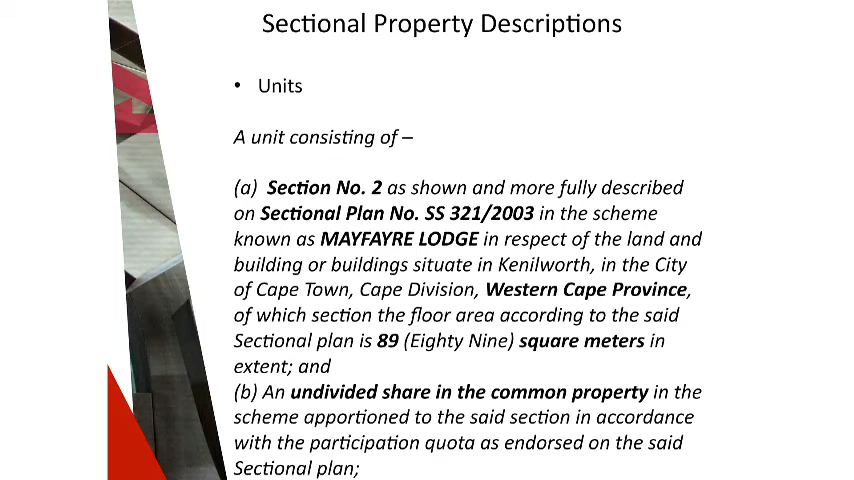 Sectional Property Descriptions
• Units
A unit consisting of –
(a) Section No. 2 as shown and more fully described
on Sectional Plan No. SS 321/2003 in the scheme
known as MAYFAYRE LODGE in respect of the land and
building or buildings situate in Kenilworth, in the City
of Cape Town, Cape Division, Western Cape Province,
of which section the floor area according to the said
Sectional plan is 89 (Eighty Nine) square meters in
extent; and
(b) An undivided share in the common property in the
scheme apportioned to the said section in accordance
with the participation quota as endorsed on the said
Sectional plan;